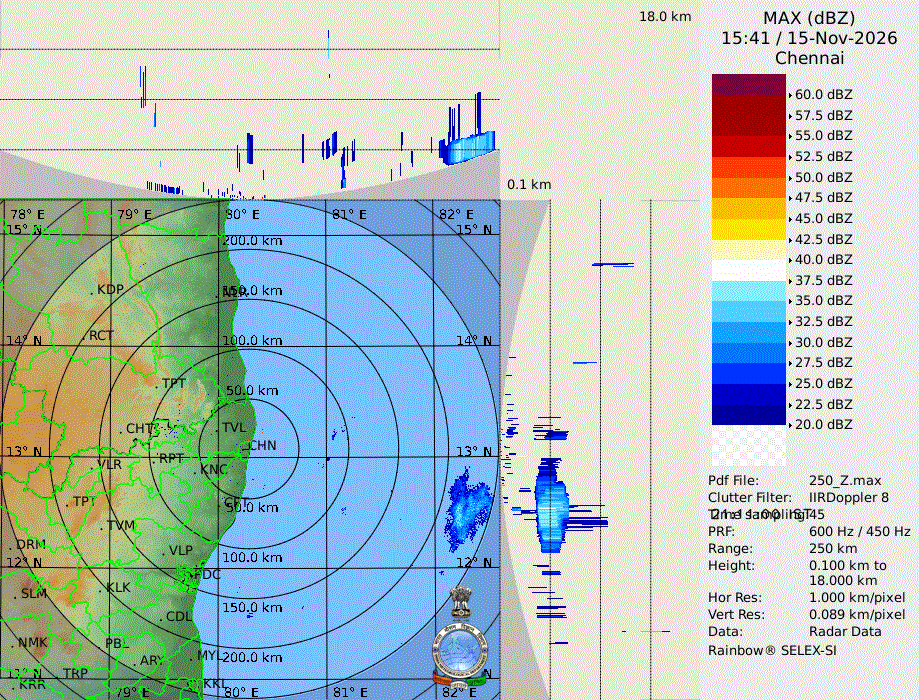 18.0 km
0.1 km
MAX (dBZ)
15:41 / 15-Nov-2026
Chennai
60.0 dBZ
57.5 dBZ
55.0 dBZ
52.5 dBZ
50.0 dBZ
47.5 dBZ
45.0 dBZ
42.5 dBZ
40.0 dBZ
37.5 dBZ
35.0 dBZ
32.5 dBZ
30.0 dBZ
27.5 dBZ
25.0 dBZ
22.5 dBZ
20.0 dBZ
Pdf File: 250_Z.max
Clutter Filter: IIRDoppler 8
Time sampling: 45
PRF: 600 Hz / 450 Hz
Range: 250 km
Height: 0.100 km to
18.000 km
Hor Res: 1.000 km/pixel
Vert Res: 0.089 km/pixel
Data: Radar Data
Rainbow® SELEX-SI
78° E 79° E 80° E 81° E 82° E
15° N 15° N
200.0 km
KDP
150.0 km
RCT
14° N 100.0 km 14° N
TPT
50.0 km
CHT TVL
CHN
13° N 13° N
VLR RPT KNC
TPT
50.0 km
TVM
DRM VLP
100.0 km
12° N 12° N
PDC
SLM KLK
150.0 km
CDL
NMK PBL
ARY MYL 200.0 km
TRP
11° N 11° N
KRR KKL
79° E 80° E 81° E 82° E